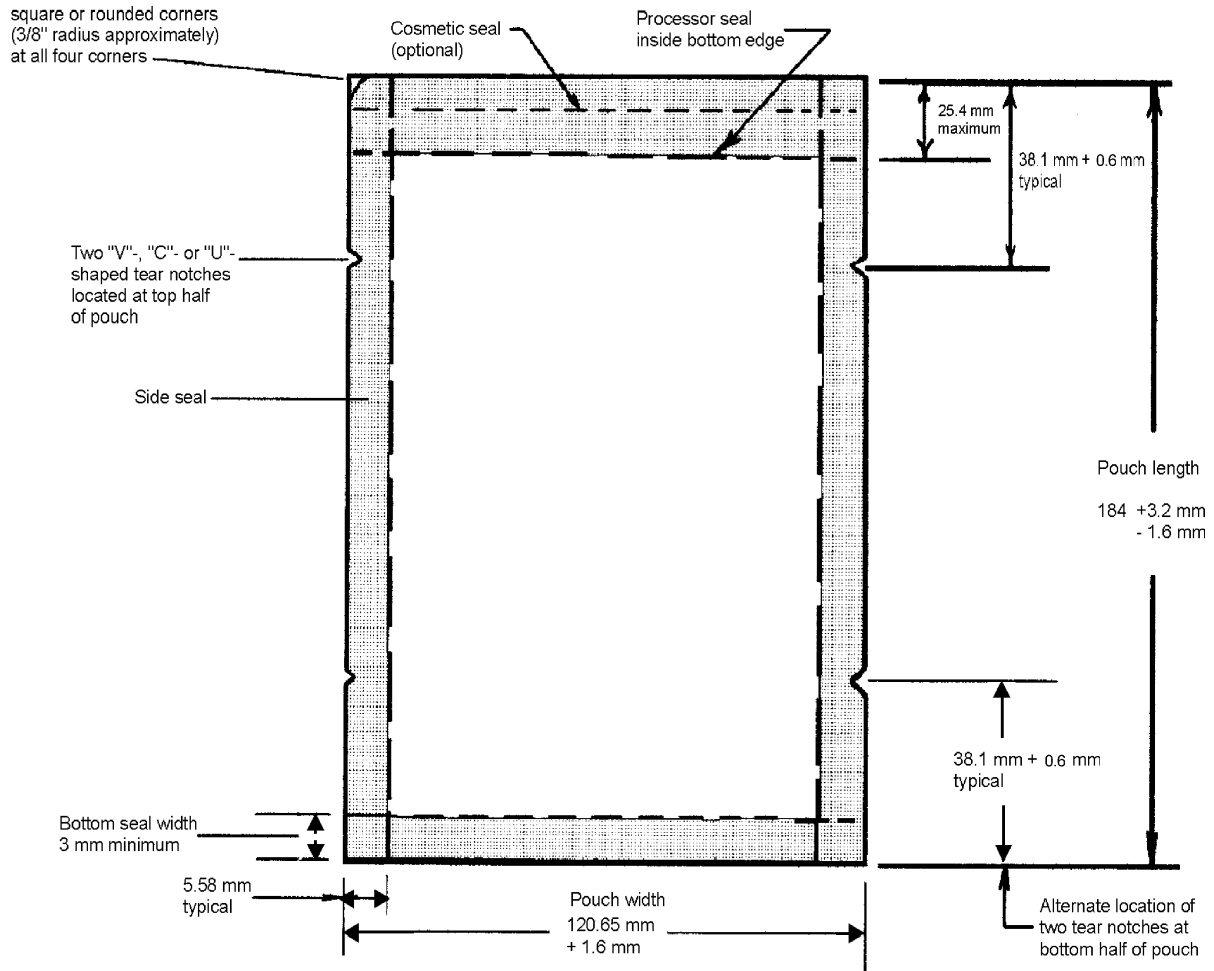 square or rounded corners
(3/8" radius approximately)
at all four corners
Cosmetic seal
(optional)
Processor seal
inside bottom edge
25.4 mm
maximum
38.1 mm + 0.6 mm
typical
Two "V"-, "C"- or "U"-
shaped tear notches
located at top half
of pouch
Side seal
Pouch length
184 +3.2 mm
- 1.6 mm
38.1 mm + 0.6 mm
typical
Bottom seal width
3 mm minimum
5.58 mm
typical
Pouch width
120.65 mm
+ 1.6 mm
Alternate location of
two tear notches at
bottom half of pouch